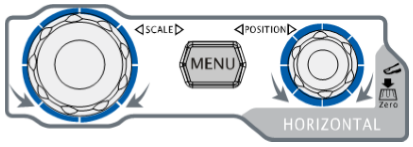 ◁SCALE▷
MENU
◁POSITION▷
Zero
HORIZONTAL